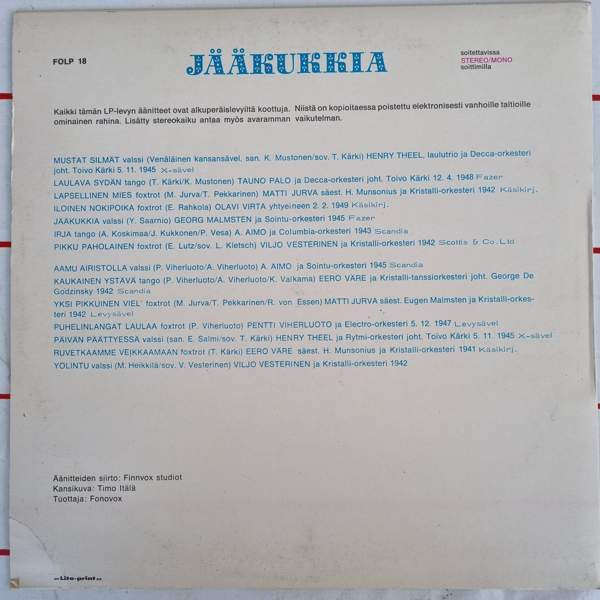 FOLP 18
JÄÄKUKKIA
soitettavissa
STEREO/MONO
soittimilla
Kaikki tämän LP-levyn äänitteet ovat alkuperäislevyiltä koottuja. Niistä on kopioitaessa poistettu elektronisesti vanhoille taltioille
ominainen rahina. Lisätty stereokaiku antaa myös avaramman vaikutelman.
MUSTAT SILMÄT valssi (Venäläinen kansansävel, san. K. Mustonen/sov. T. Kärki) HENRY THEEL, laulutrio ja Decca-orkesteri
joht. Toivo Kärki 5. 11. 1945 X-sävel
LAULAVA SYDÄN tango (T. Kärki/K. Mustonen) TAUNO PALO ja Decca-orkesteri joht. Toivo Kärki 12. 4. 1948 Fazer
LAPSELLINEN MIES foxtrot (M. Jurva/T. Pekkarinen) MATTI JURVA säest. H. Munsonius ja Kristalli-orkesteri 1942 Käsikirj.
ILOINEN NOKIPOIKA foxtrot (E. Rahkola) OLAVI VIRTA yhtyeineen 2. 2. 1949 Käsikirj.
JÄÄKUKKIA valssi (Y. Saarnio) GEORG MALMSTEN ja Sointu-orkesteri 1945 Fazer
IRJA tango (A. Koskimaa/J. Kukkonen/P. Vesa) A. AIMO ja Columbia-orkesteri 1943 Scandia
PIKKU PAHOLAINEN foxtrot (E. Lutz/sov. L. Kletsch) VILJO VESTERINEN ja Kristalli-orkesteri 1942 Scottis & Co.Ltd
AAMU AIRISTOLLA valssi (P. Viherluoto/A. Viherluoto) A. AIMO ja Sointu-orkesteri 1945 Scandia
KAUKAINEN YSTÄVÄ tango (P. Viherluoto/A. Viherluoto/K. Valkama) EERO VÄRE ja Kristalli-tanssiorkesteri joht. George De
Godzinsky 1942 Scandia
YKSI PIKKUINEN VIEL' foxtrot (M. Jurva/T. Pekkarinen/R. von Essen) MATTI JURVA säest. Eugen Malmsten ja Kristalli-orkes-
teri 1942 Levysävel
PUHELINLANGAT LAULAA foxtrot (P. Viherluoto) PENTTI VIHERLUOTO ja Electro-orkesteri 5. 12. 1947 Levysävel
PÄIVÄN PÄÄTTYESSÄ valssi (san. E. Salmi/sov. T. Kärki) HENRY THEEL ja Rytmi-orkesteri joht. Toivo Kärki 5. 11. 1945 X-sävel
RUVETKAAMME VEIKKAAMAAN foxtrot (T. Kärki) EERO VÄRE säest. H. Munsonius ja Kristalli-orkesteri 1941 Käsikirj.
YÖLINTU valssi (M. Heikkilä/sov. V. Vesterinen) VILJO VESTERINEN ja Kristalli-orkesteri 1942
Äänitteiden siirto: Finnvox studiot
Kansikuva: Timo Itälä
Tuottaja: Fonovox
Lito-print